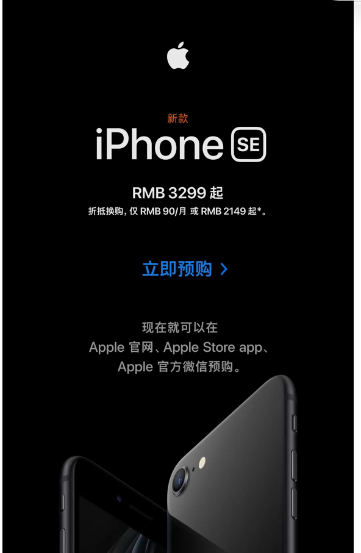 新款
iPhone SE
RMB 3299 起
折抵换购，仅 RMB 90/月 或 RMB 2149 起*。
立即预购 >
现在就可以在
Apple 官网、Apple Store app、
Apple 官方微信预购。